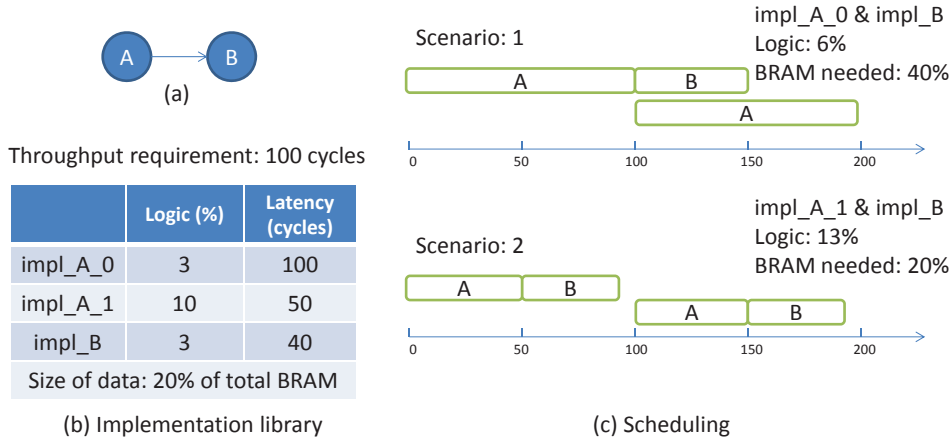 A B
(a)
Throughput requirement: 100 cycles
Logic (%) Latency (cycles)
impl_A_0 3 100
impl_A_1 10 50
impl_B 3 40
Size of data: 20% of total BRAM
(b) Implementation library
Scenario: 1
impl_A_0 & impl_B
Logic: 6%
BRAM needed: 40%
A B
A
0 50 100 150 200
Scenario: 2
impl_A_1 & impl_B
Logic: 13%
BRAM needed: 20%
A B
A B
0 50 100 150 200
(c) Scheduling